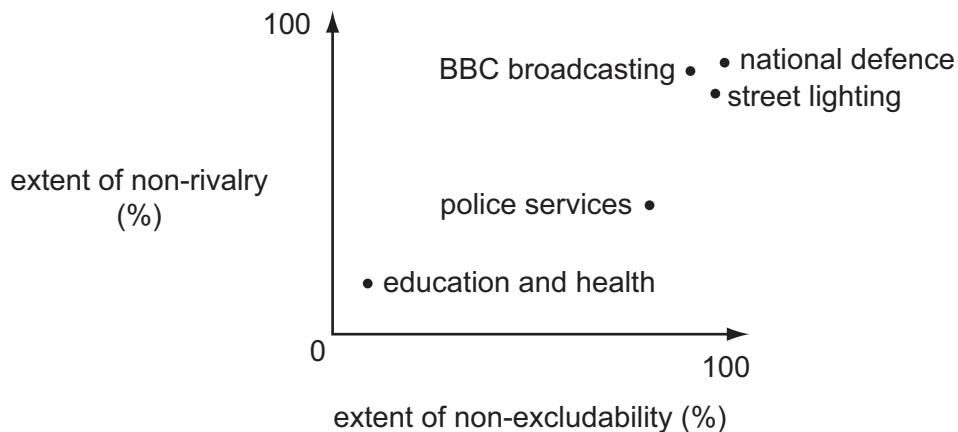 100
BBC broadcasting
national defence
street lighting
extent of non-rivalry
(%)
police services
education and health
0
100
extent of non-excludability (%)